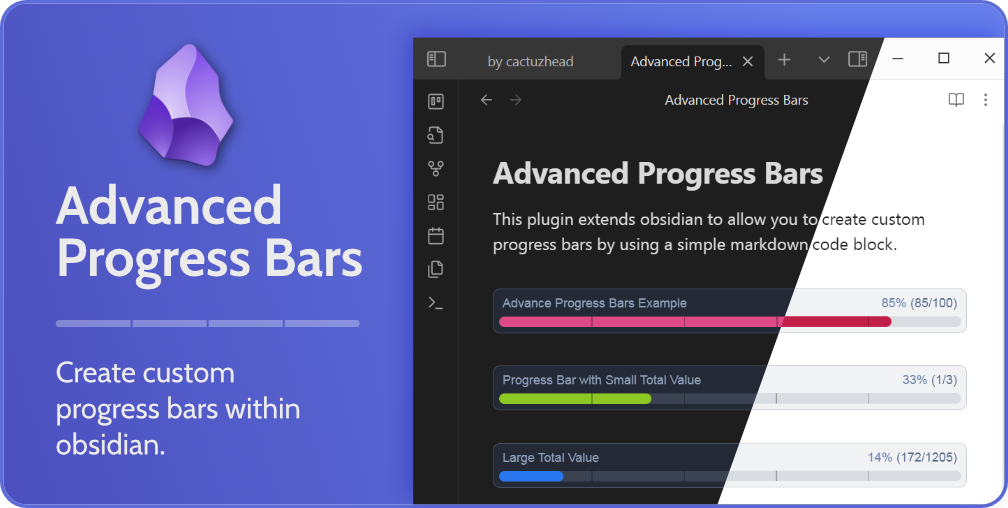 Advanced
Progress Bars
Create custom
progress bars within
obsidian.
by cactuzhead
Advanced Prog...
Advanced Progress Bars
Advanced Progress Bars
This plugin extends obsidian to allow you to create custom
progress bars by using a simple markdown code block.
Advance Progress Bars Example 85% (85/100)
Progress Bar with Small Total Value 33% (1/3)
Large Total Value 14% (172/1205)